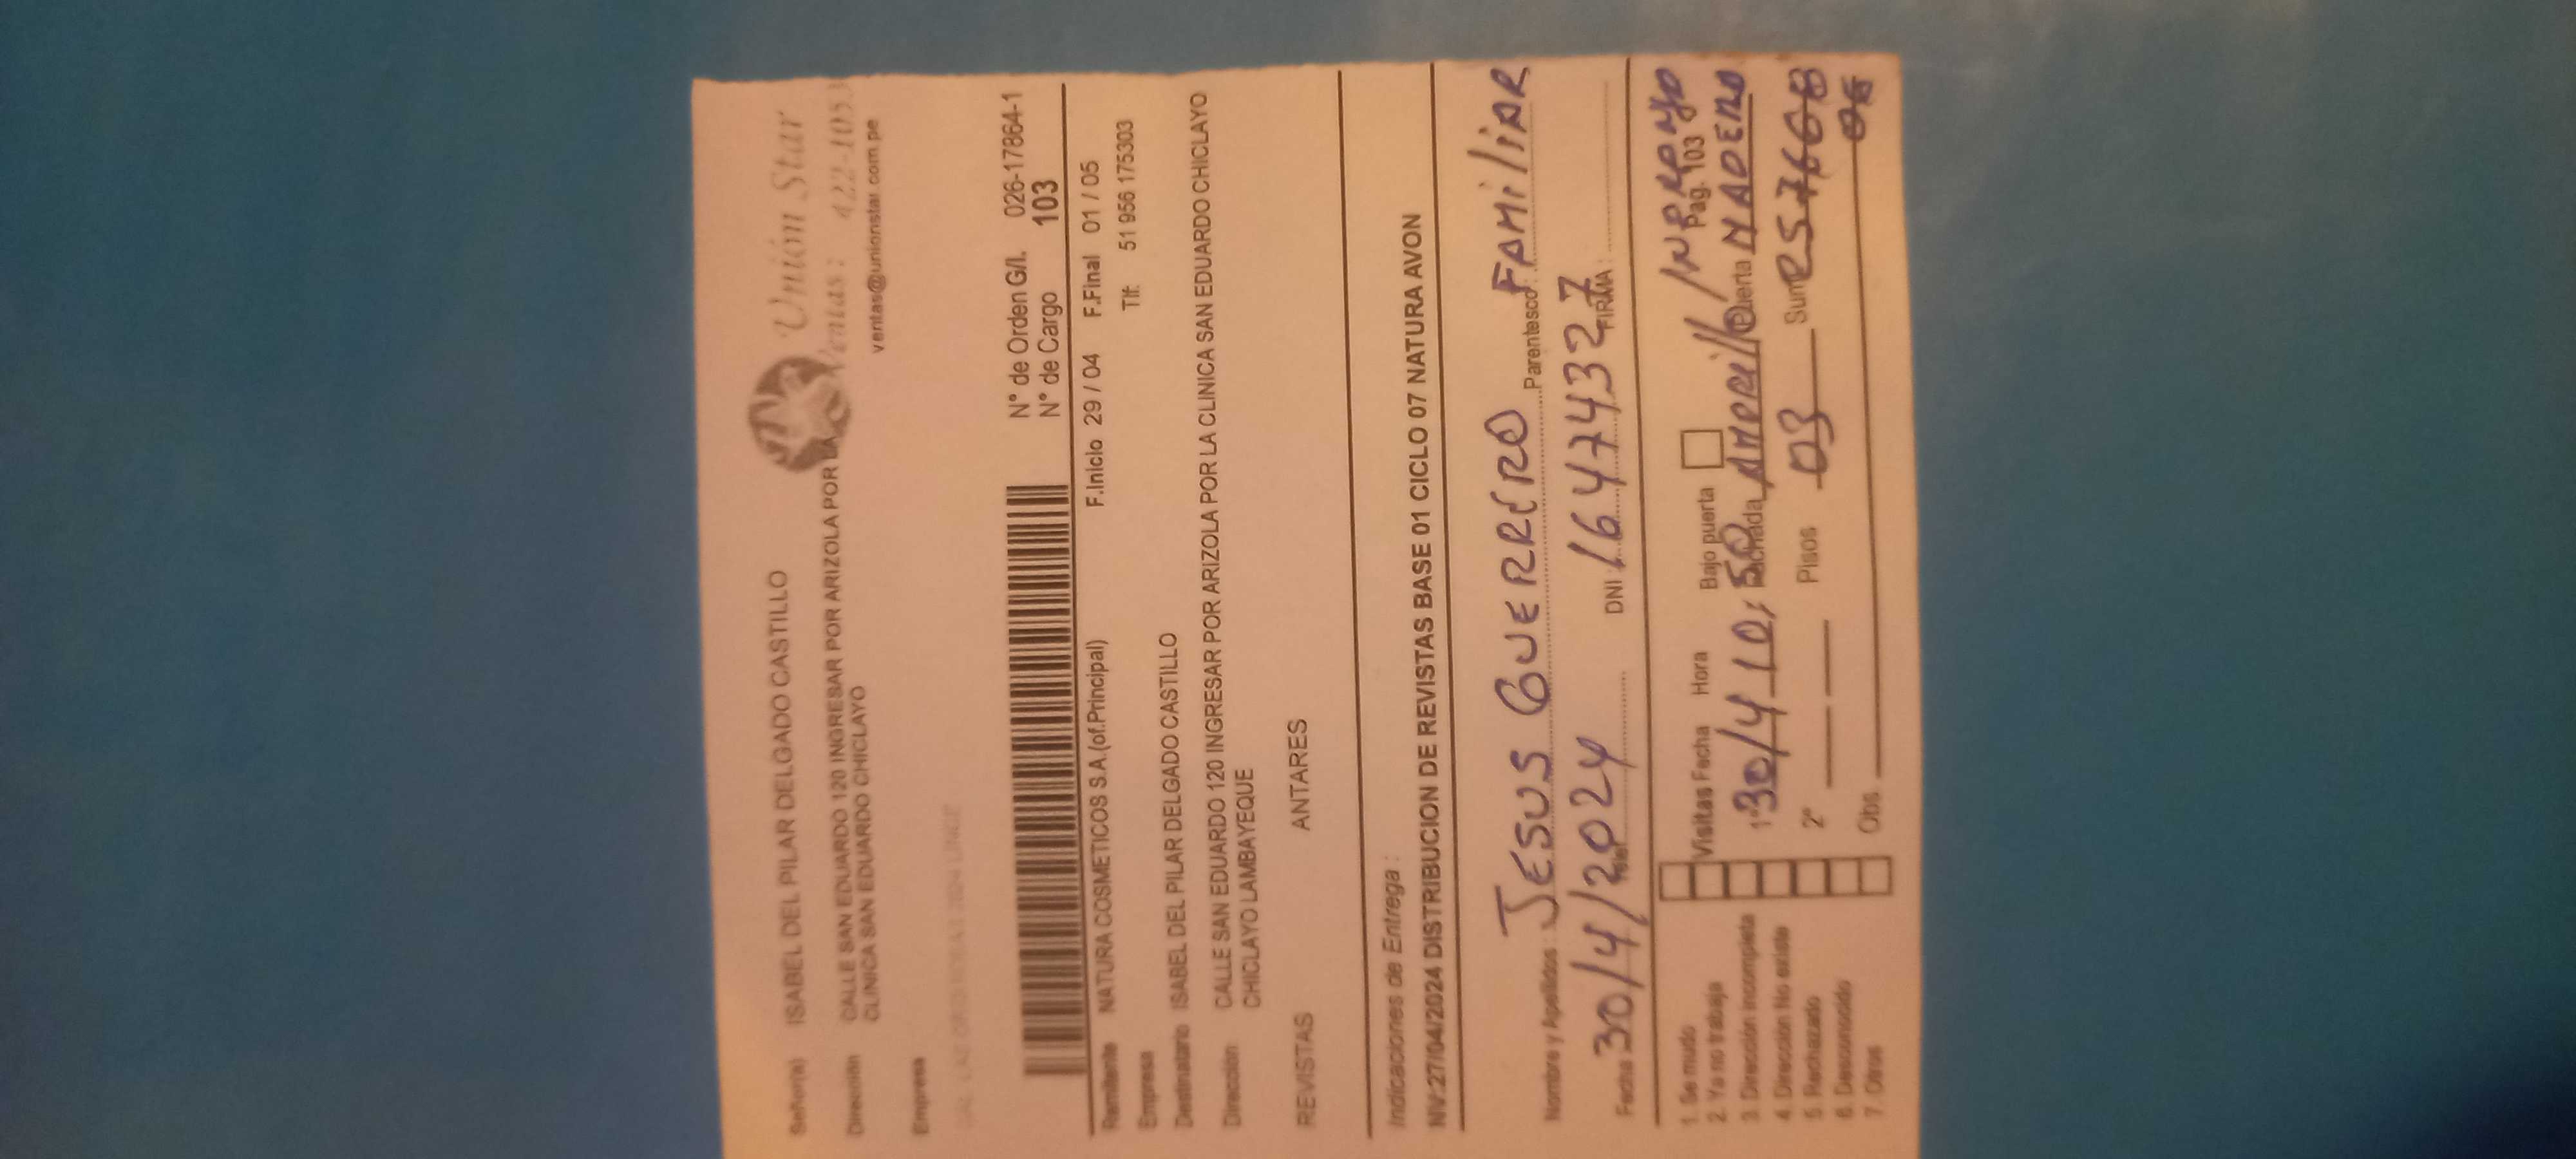 Unión Star
Ventas : 422-1053
ventas@unionstar.com.pe
Señor(a) ISABEL DEL PILAR DELGADO CASTILLO
Dirección CALLE SAN EDUARDO 120 INGRESAR POR ARIZOLA POR LA
CLINICA SAN EDUARDO CHICLAYO
Empresa
N° de Orden G/I. 026-17864-1
N° de Cargo 103
Remitente NATURA COSMETICOS S.A.(of.Principal) F.Inicio 29 / 04 F.Final 01 / 05
Empresa Tlf: 51 956 175303
Destinatario ISABEL DEL PILAR DELGADO CASTILLO
Dirección CALLE SAN EDUARDO 120 INGRESAR POR ARIZOLA POR LA CLINICA SAN EDUARDO CHICLAYO
CHICLAYO LAMBAYEQUE
REVISTAS ANTARES
Indicaciones de Entrega :
NIV:27/04/2024 DISTRIBUCION DE REVISTAS BASE 01 CICLO 07 NATURA AVON
Nombre y Apellidos : JESUS GUERRERO Parentesco : FAMiliAR
Fecha 30/4/2024 DNI : 16474327 FIRMA :
1. Se mudo
2. Ya no trabaja Visitas Fecha Hora Bajo puerta Pag. 103
3. Dirección incompleta 1° 30/4 10:50 Fachada AMARillo Puerta MADERA
4. Dirección No existe
5. Rechazado 2° Pisos 03 Sum
6. Desconocido
7. Otros Obs